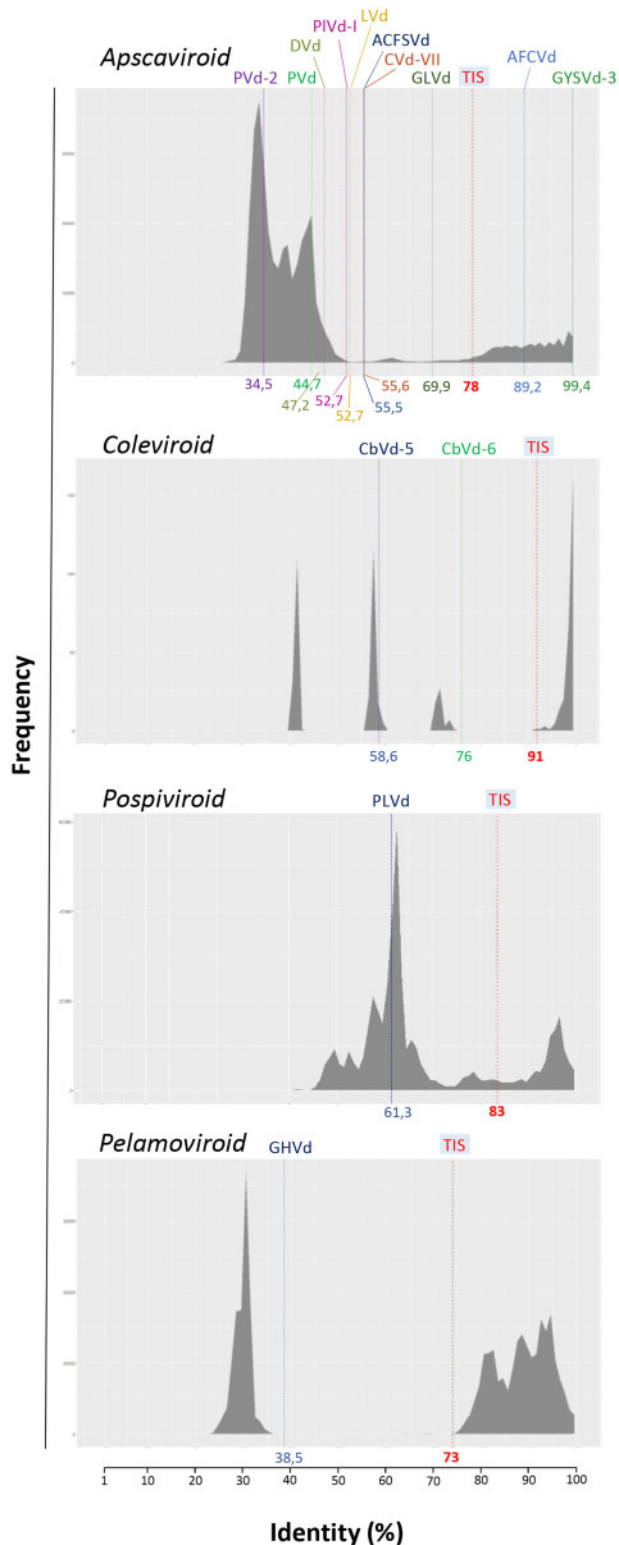 Apscaviroid
PVd-2 PVd DVd PlVd-I LVd ACFSVd CVd-VII GLVd TIS AFCVd GYSVd-3
34,5 44,7 47,2 52,7 52,7 55,5 55,6 69,9 78 89,2 99,4
Coleviroid
CbVd-5 CbVd-6 TIS
58,6 76 91
Frequency
Pospiviroid
PLVd TIS
61,3 83
Pelamoviroid
GHVd TIS
38,5 73
1 10 20 30 40 50 60 70 80 90 100
Identity (%)